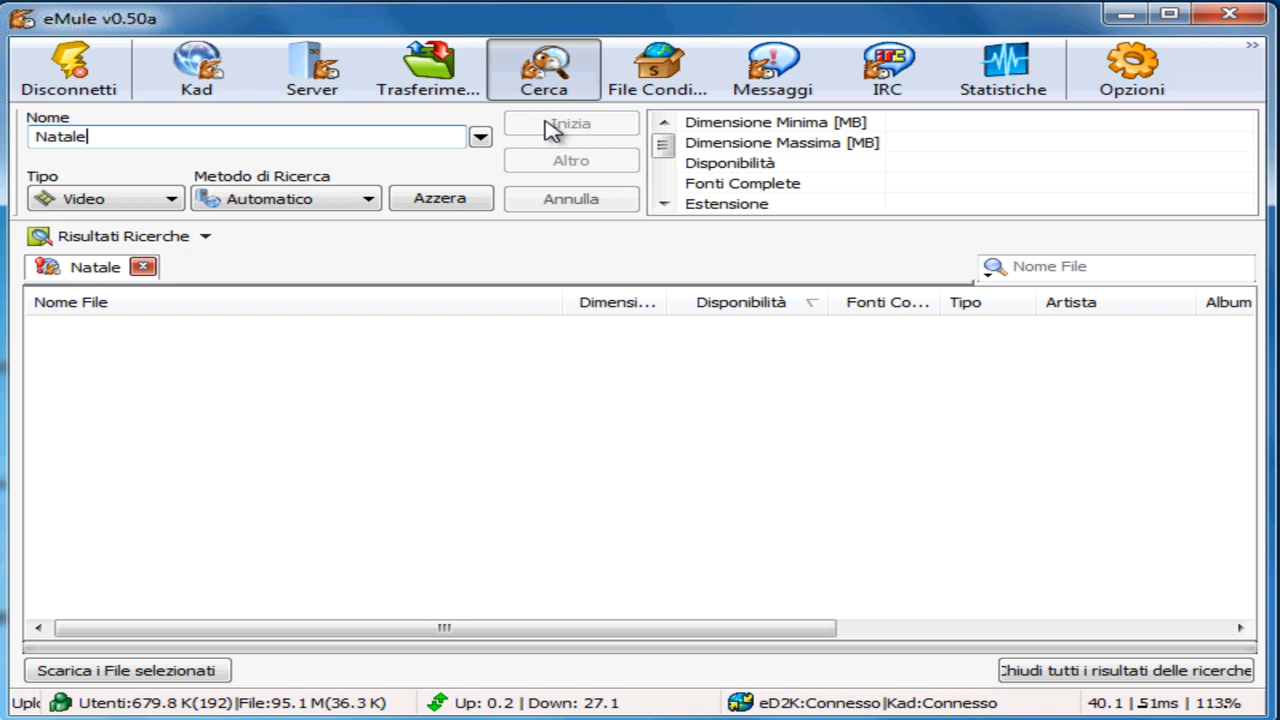 eMule v0.50a
Disconnetti
Kad
Server
Trasferime...
Cerca
File Condi...
Messaggi
IRC
Statistiche
Opzioni
Nome
Natale
Inizia
Altro
Annulla
Tipo
Metodo di Ricerca
Video
Automatico
Azzera
Dimensione Minima [MB]
Dimensione Massima [MB]
Disponibilità
Fonti Complete
Estensione
Risultati Ricerche
Natale
Nome File
Nome File
Dimensi...
Disponibilità
Fonti Co...
Tipo
Artista
Album
Scarica i File selezionati
hiudi tutti i risultati delle ricerche
Uplo
Utenti:679.8 K(192)|File:95.1 M(36.3 K)
Up: 0.2 | Down: 27.1
eD2K:Connesso|Kad:Connesso
40.1 | 51ms | 113%